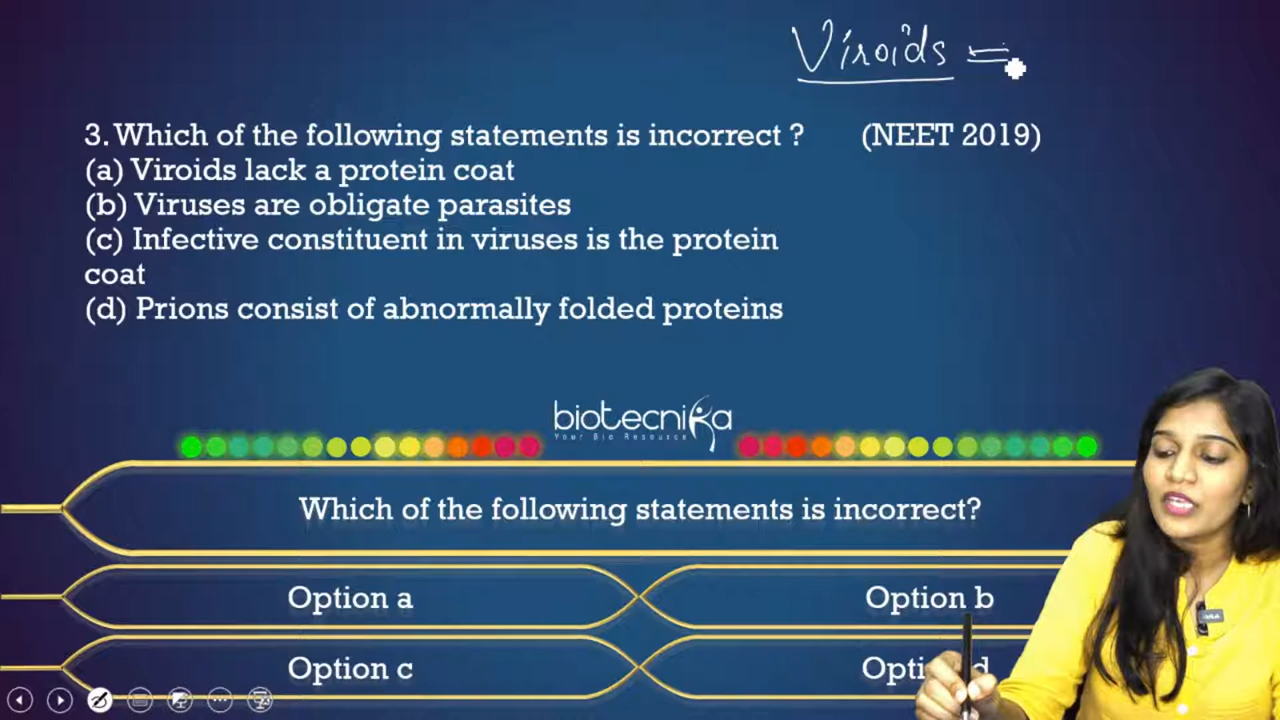 Viroids =
3. Which of the following statements is incorrect ? (NEET 2019)
(a) Viroids lack a protein coat
(b) Viruses are obligate parasites
(c) Infective constituent in viruses is the protein
coat
(d) Prions consist of abnormally folded proteins
biotecnika
Your Bio Resource
Which of the following statements is incorrect?
Option a Option b
Option c Opti d